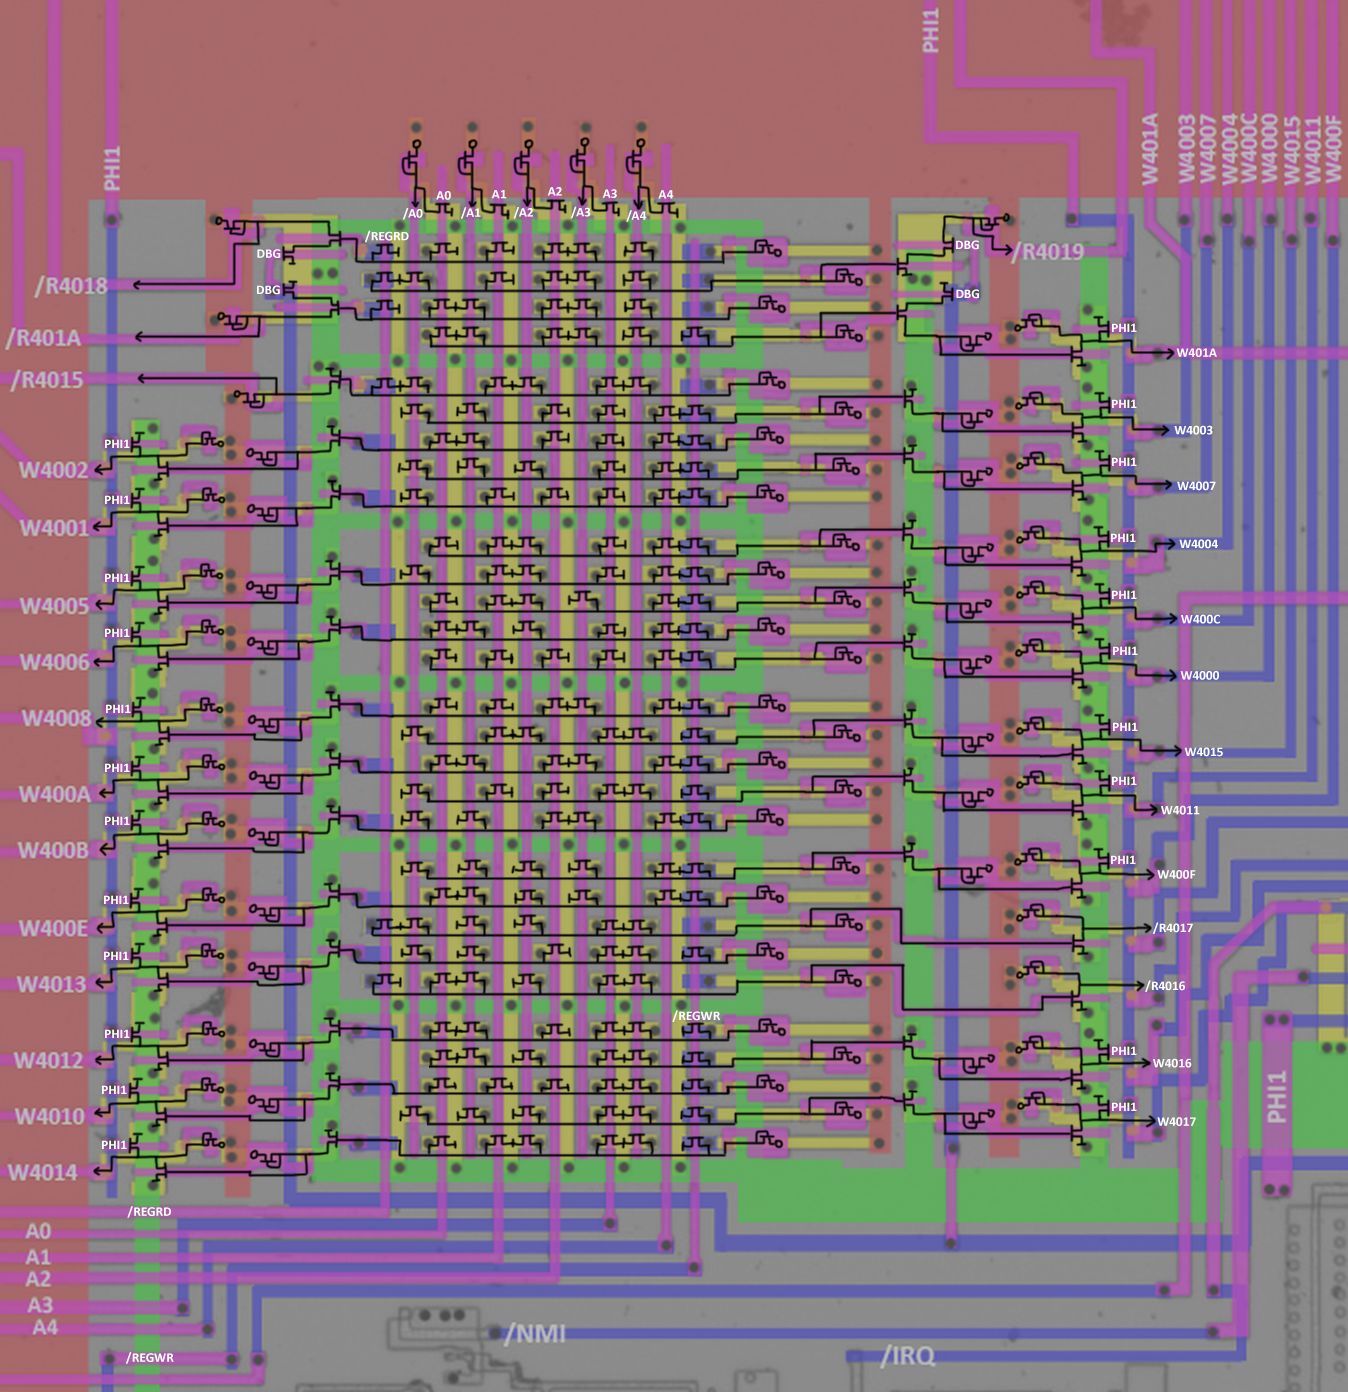 PHI1
PHI1
W401A
W4003
W4007
W4004
W400C
W4000
W4015
W4011
W400F
A0
A1
A2
A3
A4
/A0
/A1
/A2
/A3
/A4
/REGRD
DBG
DBG
/R4018
DBG
DBG
/R4019
/R401A
PHI1
W401A
/R4015
PHI1
W4003
PHI1
W4002
PHI1
W4007
PHI1
W4001
PHI1
W4004
PHI1
W4005
PHI1
W400C
PHI1
W4006
PHI1
W4000
PHI1
W4008
PHI1
W4015
PHI1
W400A
PHI1
W4011
PHI1
W400B
PHI1
W400F
PHI1
W400E
/R4017
PHI1
W4013
/R4016
/REGWR
PHI1
W4012
PHI1
W4016
PHI1
W4010
PHI1
W4017
PHI1
PHI1
W4014
/REGRD
A0
A1
A2
A3
A4
/NMI
/REGWR
/IRQ